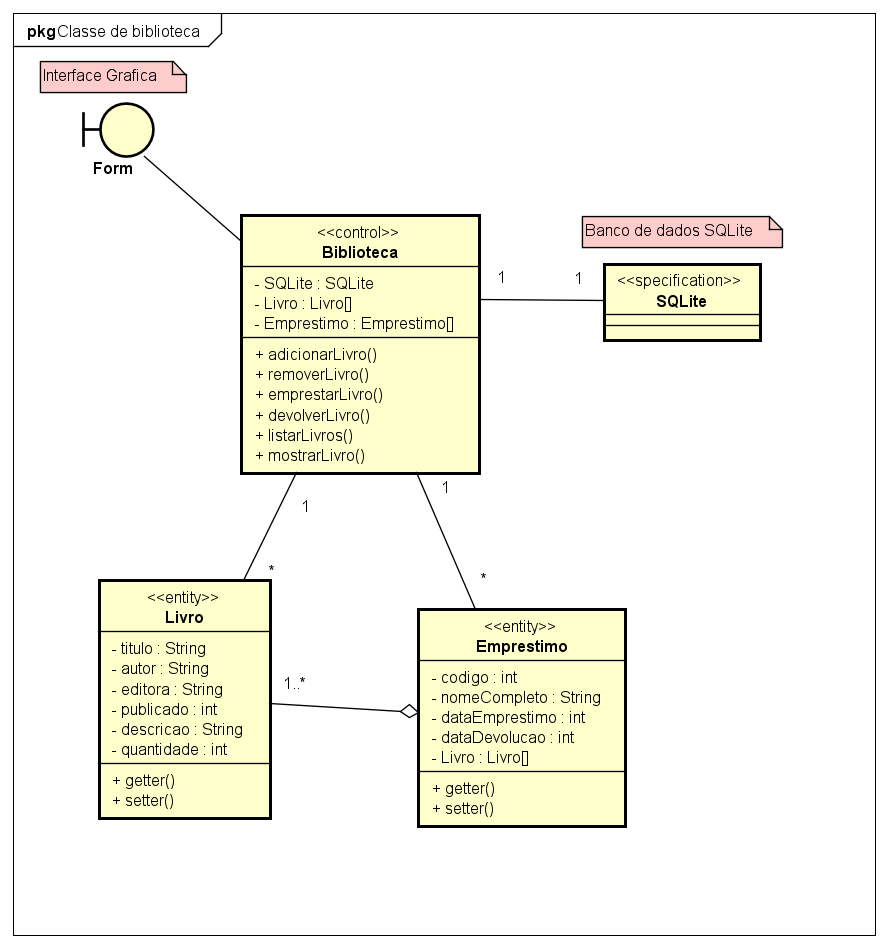 pkg Classe de biblioteca
Interface Grafica
Form
<<control>>
Biblioteca
- SQLite : SQLite
- Livro : Livro[]
- Emprestimo : Emprestimo[]
+ adicionarLivro()
+ removerLivro()
+ emprestarLivro()
+ devolverLivro()
+ listarLivros()
+ mostrarLivro()
Banco de dados SQLite
1
1
<<specification>>
SQLite
1
*
1
*
<<entity>>
Livro
- titulo : String
- autor : String
- editora : String
- publicado : int
- descricao : String
- quantidade : int
+ getter()
+ setter()
1..*
<<entity>>
Emprestimo
- codigo : int
- nomeCompleto : String
- dataEmprestimo : int
- dataDevolucao : int
- Livro : Livro[]
+ getter()
+ setter()